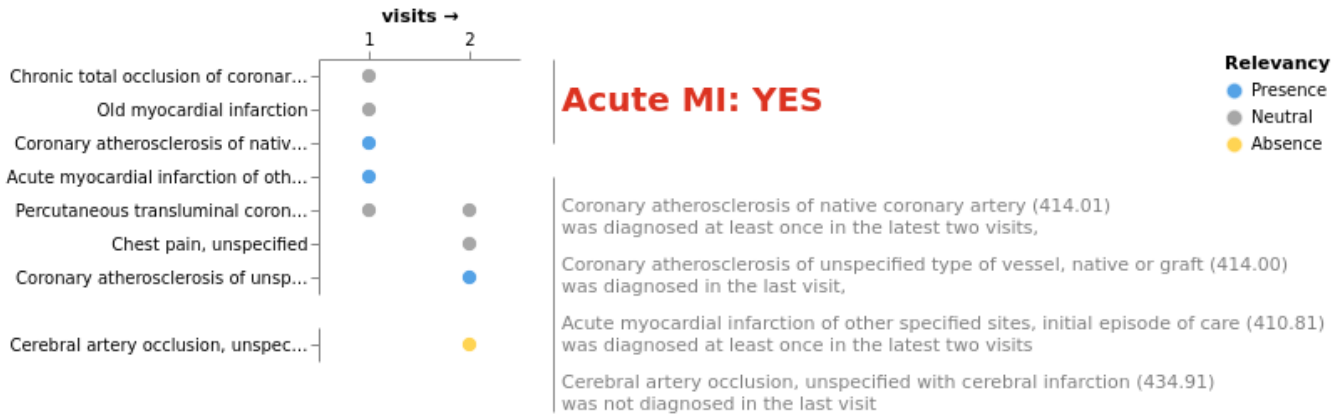 visits →
1
2
Chronic total occlusion of coronar...
Old myocardial infarction
Coronary atherosclerosis of nativ...
Acute myocardial infarction of oth...
Percutaneous transluminal coron...
Chest pain, unspecified
Coronary atherosclerosis of unsp...
Cerebral artery occlusion, unspec...
Acute MI: YES
Coronary atherosclerosis of native coronary artery (414.01)
was diagnosed at least once in the latest two visits,
Coronary atherosclerosis of unspecified type of vessel, native or graft (414.00)
was diagnosed in the last visit,
Acute myocardial infarction of other specified sites, initial episode of care (410.81)
was diagnosed at least once in the latest two visits
Cerebral artery occlusion, unspecified with cerebral infarction (434.91)
was not diagnosed in the last visit
Relevancy
Presence
Neutral
Absence